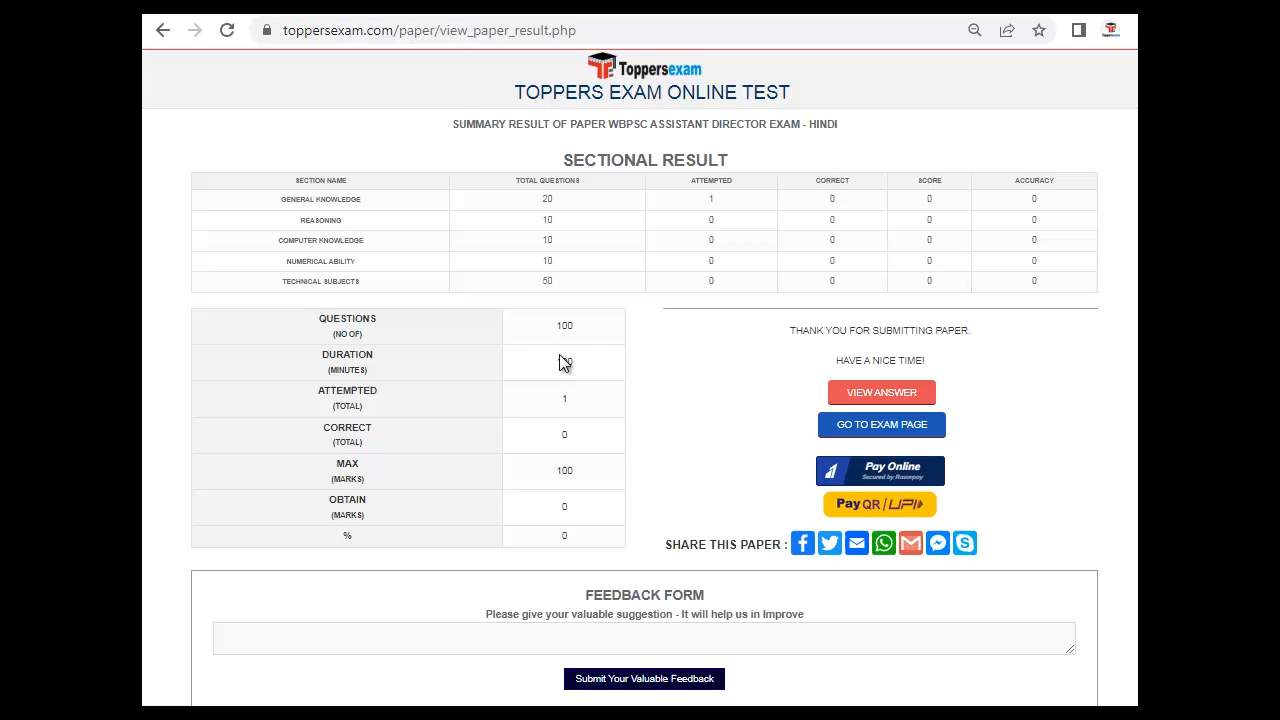 toppersexam.com/paper/view_paper_result.php
Toppersexam
TOPPERS EXAM ONLINE TEST
SUMMARY RESULT OF PAPER WBPSC ASSISTANT DIRECTOR EXAM - HINDI
SECTIONAL RESULT
SECTION NAME TOTAL QUESTIONS ATTEMPTED CORRECT SCORE ACCURACY
GENERAL KNOWLEDGE 20 1 0 0 0
REASONING 10 0 0 0 0
COMPUTER KNOWLEDGE 10 0 0 0 0
NUMERICAL ABILITY 10 0 0 0 0
TECHNICAL SUBJECTS 50 0 0 0 0
QUESTIONS
(NO OF) 100
DURATION
(MINUTES)
ATTEMPTED
(TOTAL) 1
CORRECT
(TOTAL) 0
MAX
(MARKS) 100
OBTAIN
(MARKS) 0
% 0
THANK YOU FOR SUBMITTING PAPER.
HAVE A NICE TIME!
VIEW ANSWER
GO TO EXAM PAGE
Pay Online
Secured by Razorpay
Pay QR / UPI
SHARE THIS PAPER :
FEEDBACK FORM
Please give your valuable suggestion - It will help us in Improve
Submit Your Valuable Feedback